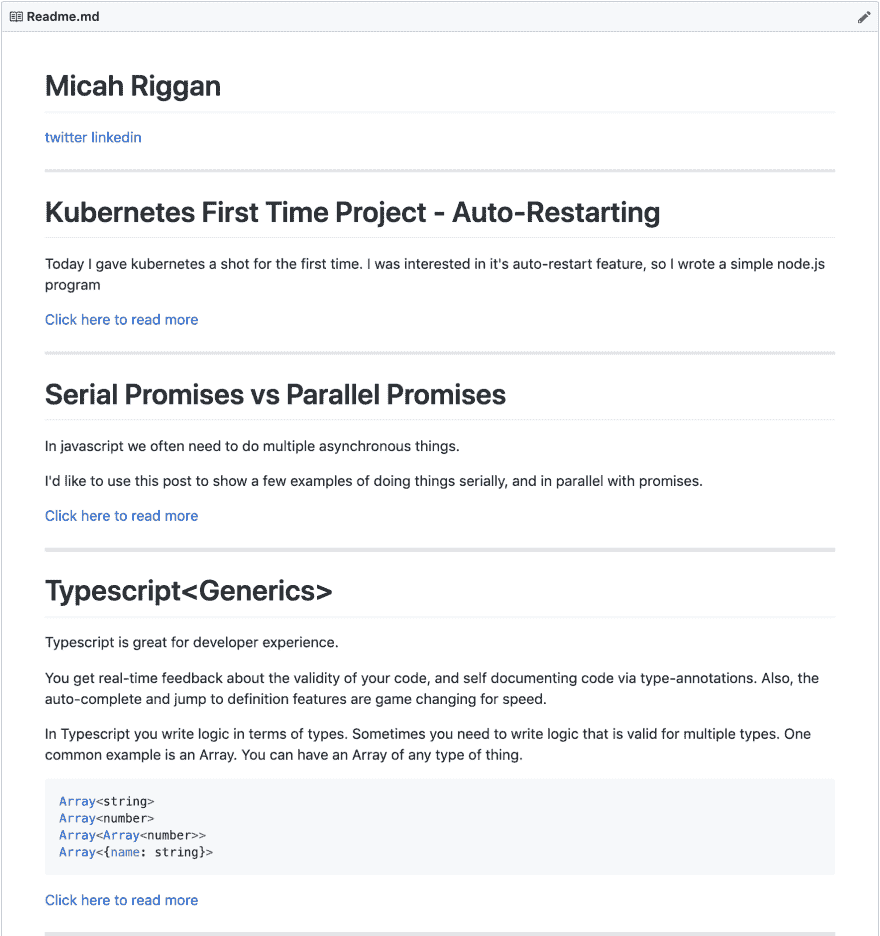 Readme.md
Micah Riggan
twitter linkedin
Kubernetes First Time Project - Auto-Restarting
Today I gave kubernetes a shot for the first time. I was interested in it's auto-restart feature, so I wrote a simple node.js
program
Click here to read more
Serial Promises vs Parallel Promises
In javascript we often need to do multiple asynchronous things.
I'd like to use this post to show a few examples of doing things serially, and in parallel with promises.
Click here to read more
Typescript<Generics>
Typescript is great for developer experience.
You get real-time feedback about the validity of your code, and self documenting code via type-annotations. Also, the
auto-complete and jump to definition features are game changing for speed.
In Typescript you write logic in terms of types. Sometimes you need to write logic that is valid for multiple types. One
common example is an Array. You can have an Array of any type of thing.
Array<string>
Array<number>
Array<Array<number>>
Array<{name: string}>
Click here to read more